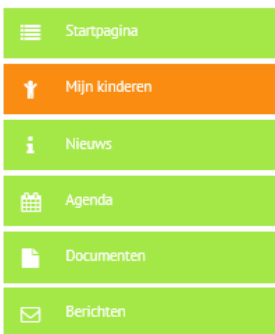 Startpagina
Mijn kinderen
Nieuws
Agenda
Documenten
Berichten